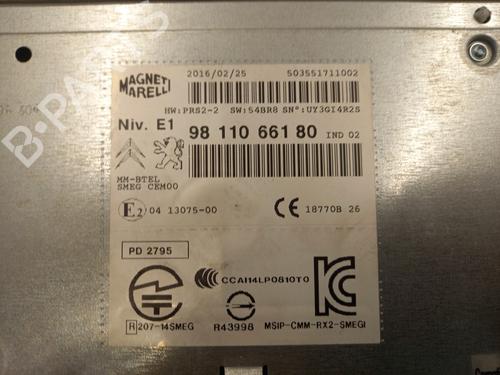 MAGNETI MARELLI
2016/02/25 503551711002
HW:PRS2-2 SW:54BR8 SN°:UY3GI4R2S
Niv. E1 98 110 661 80 IND 02
MM-BTEL
SMEG CEM00
E2 04 13075-00 CE 18770B 26
PD 2795
CCAI14LP0810T0
R 207-14SMEG R43998 MSIP-CMM-RX2-SMEGI
B-PARTS